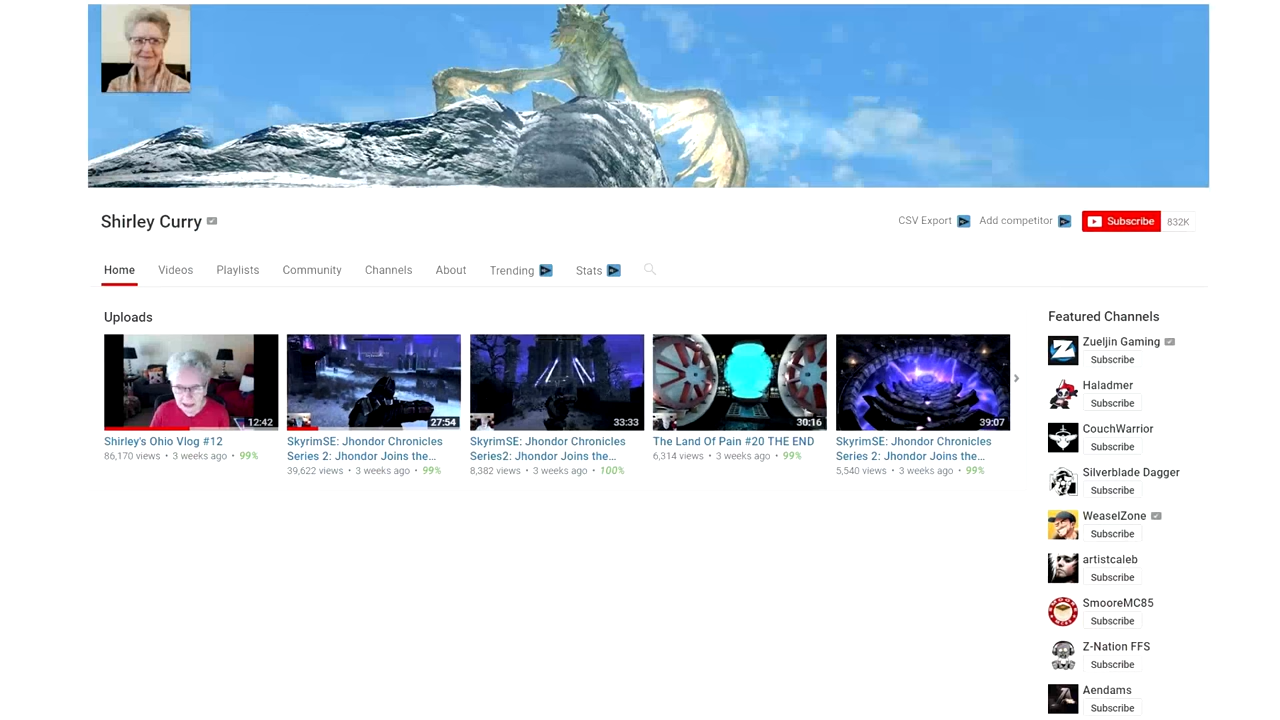 Shirley Curry
CSV Export
Add competitor
Subscribe 832K
Home Videos Playlists Community Channels About Trending Stats
Uploads
12:42
Shirley's Ohio Vlog #12
86,170 views • 3 weeks ago • 99%
27:54
SkyrimSE: Jhondor Chronicles
Series 2: Jhondor Joins the...
39,622 views • 3 weeks ago • 99%
33:33
SkyrimSE: Jhondor Chronicles
Series2: Jhondor Joins the...
8,382 views • 3 weeks ago • 100%
30:16
The Land Of Pain #20 THE END
6,314 views • 3 weeks ago • 99%
39:07
SkyrimSE: Jhondor Chronicles
Series 2: Jhondor Joins the...
5,540 views • 3 weeks ago • 99%
Featured Channels
Zueljin Gaming
Subscribe
Haladmer
Subscribe
CouchWarrior
Subscribe
Silverblade Dagger
Subscribe
WeaselZone
Subscribe
artistcaleb
Subscribe
SmooreMC85
Subscribe
Z-Nation FFS
Subscribe
Aendams
Subscribe